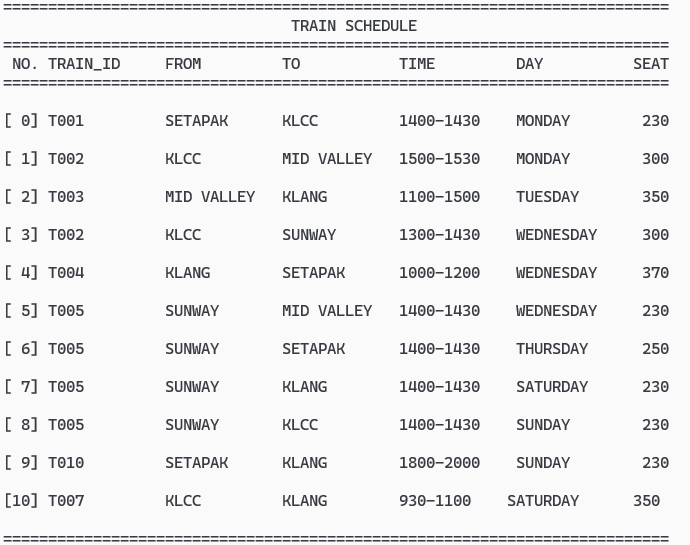 ==========================================================================
TRAIN SCHEDULE
==========================================================================
NO. TRAIN_ID     FROM         TO           TIME         DAY          SEAT
==========================================================================
[ 0] T001         SETAPAK      KLCC         1400-1430    MONDAY        230
[ 1] T002         KLCC         MID VALLEY   1500-1530    MONDAY        300
[ 2] T003         MID VALLEY   KLANG        1100-1500    TUESDAY       350
[ 3] T002         KLCC         SUNWAY       1300-1430    WEDNESDAY     300
[ 4] T004         KLANG        SETAPAK      1000-1200    WEDNESDAY     370
[ 5] T005         SUNWAY       MID VALLEY   1400-1430    WEDNESDAY     230
[ 6] T005         SUNWAY       SETAPAK      1400-1430    THURSDAY      250
[ 7] T005         SUNWAY       KLANG        1400-1430    SATURDAY      230
[ 8] T005         SUNWAY       KLCC         1400-1430    SUNDAY        230
[ 9] T010         SETAPAK      KLANG        1800-2000    SUNDAY        230
[10] T007         KLCC         KLANG        930-1100    SATURDAY      350
==========================================================================